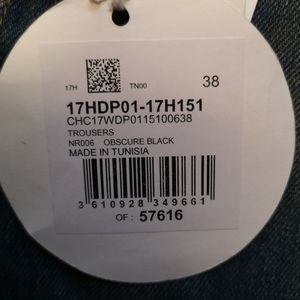 17H TN00 38
17HDP01-17H151
CHC17WDP0115100638
TROUSERS
NR006 OBSCURE BLACK
MADE IN TUNISIA
3 610928 349661
OF : 57616